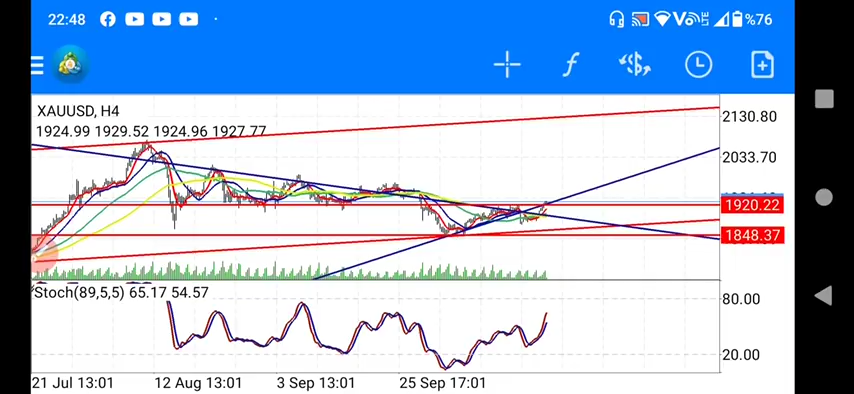 22:48
%76
XAUUSD, H4
1924.99 1929.52 1924.96 1927.77
2130.80
2033.70
1920.22
1848.37
Stoch(89,5,5) 65.17 54.57
80.00
20.00
21 Jul 13:01 12 Aug 13:01 3 Sep 13:01 25 Sep 17:01